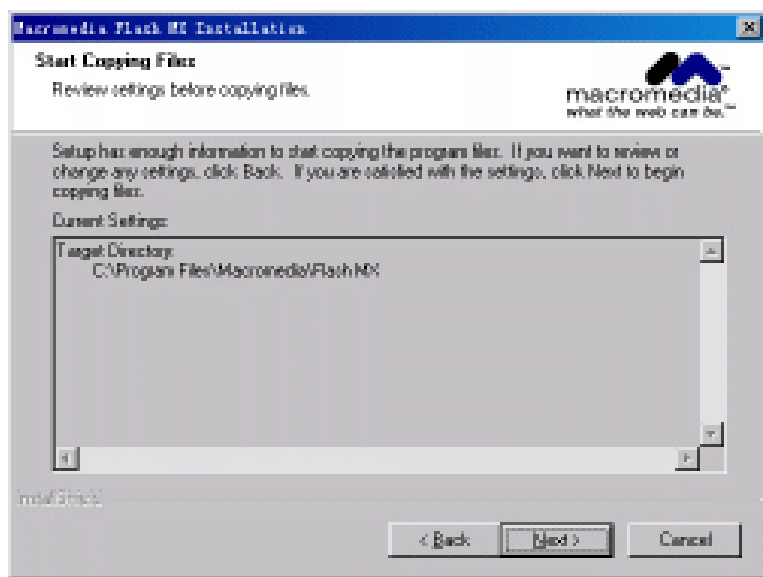 Macromedia Flash MX Installation
Start Copying Files
Review settings before copying files.
macromedia®
what the web can be.™
Setup has enough information to start copying the program files. If you want to review or
change any settings, click Back. If you are satisfied with the settings, click Next to begin
copying files.
Current Settings:
Target Directory:
C:\Program Files\Macromedia\Flash MX
InstallShield
< Back
Next >
Cancel